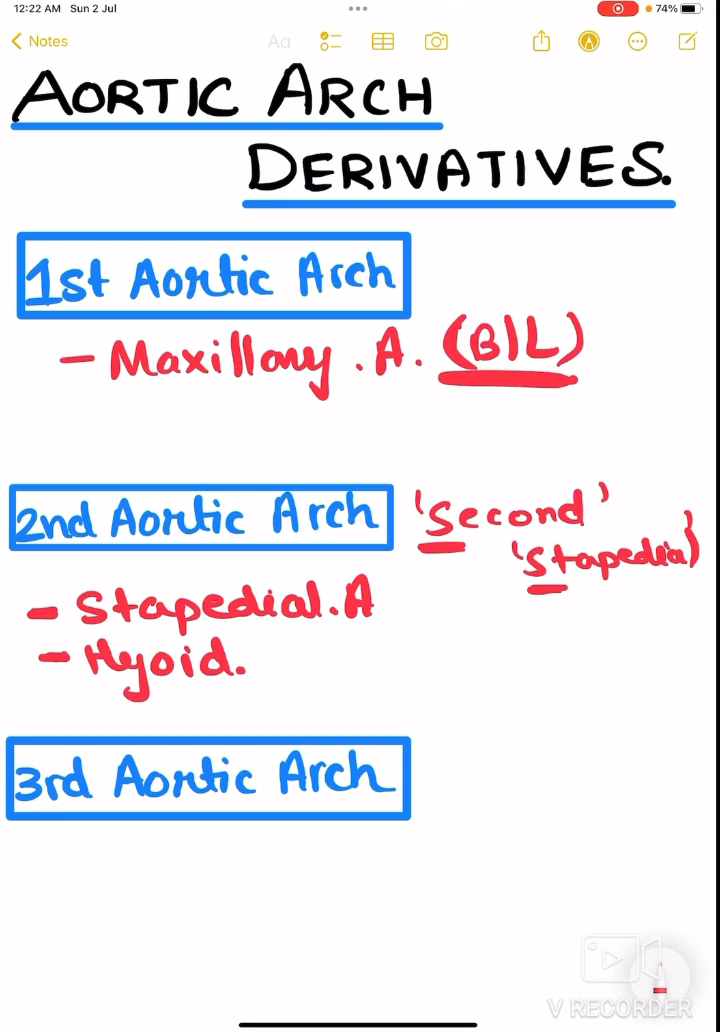 12:22 AM Sun 2 Jul
74%
Notes
Aa
AORTIC ARCH
DERIVATIVES.
1st Aortic Arch
- Maxillary . A. (B/L)
2nd Aortic Arch 'Second'
'Stapedial)
- Stapedial. A
- Hyoid.
3rd Aortic Arch
V RECORDER